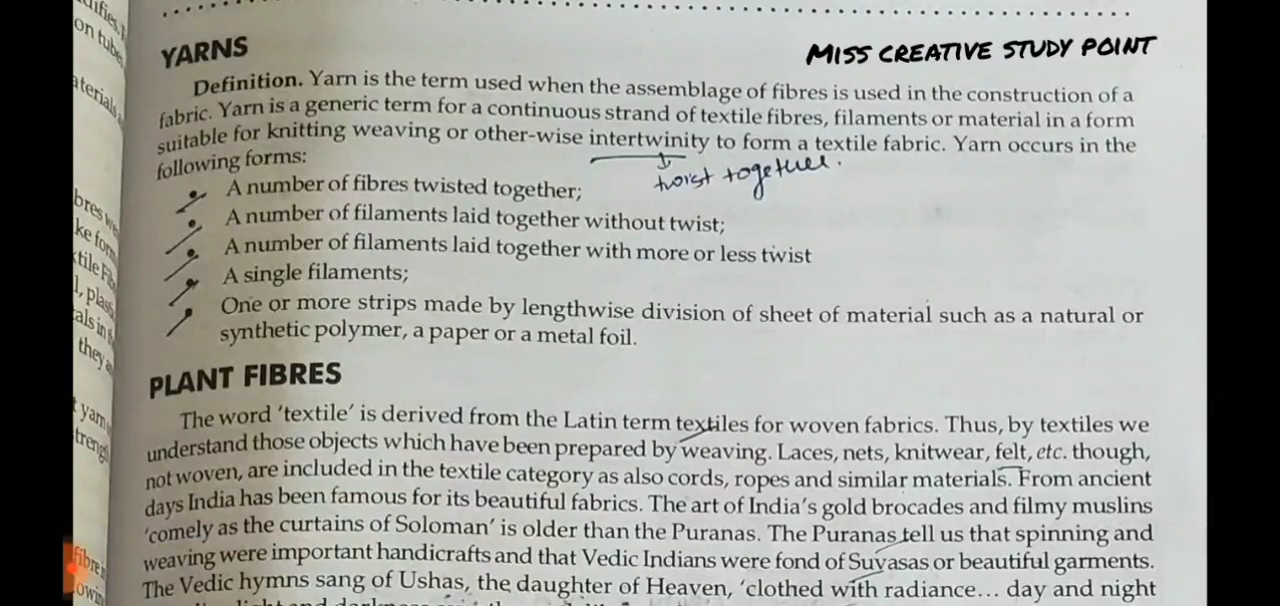 YARNS
MISS CREATIVE STUDY POINT
Definition. Yarn is the term used when the assemblage of fibres is used in the construction of a
fabric. Yarn is a generic term for a continuous strand of textile fibres, filaments or material in a form
suitable for knitting weaving or other-wise intertwinity to form a textile fabric. Yarn occurs in the
following forms:
twist together.
• A number of fibres twisted together;
• A number of filaments laid together without twist;
• A number of filaments laid together with more or less twist
• A single filaments;
• One or more strips made by lengthwise division of sheet of material such as a natural or
synthetic polymer, a paper or a metal foil.
PLANT FIBRES
The word 'textile' is derived from the Latin term textiles for woven fabrics. Thus, by textiles we
understand those objects which have been prepared by weaving. Laces, nets, knitwear, felt, etc. though,
not woven, are included in the textile category as also cords, ropes and similar materials. From ancient
days India has been famous for its beautiful fabrics. The art of India's gold brocades and filmy muslins
'comely as the curtains of Soloman' is older than the Puranas. The Puranas tell us that spinning and
weaving were important handicrafts and that Vedic Indians were fond of Suvasas or beautiful garments.
The Vedic hymns sang of Ushas, the daughter of Heaven, 'clothed with radiance... day and night